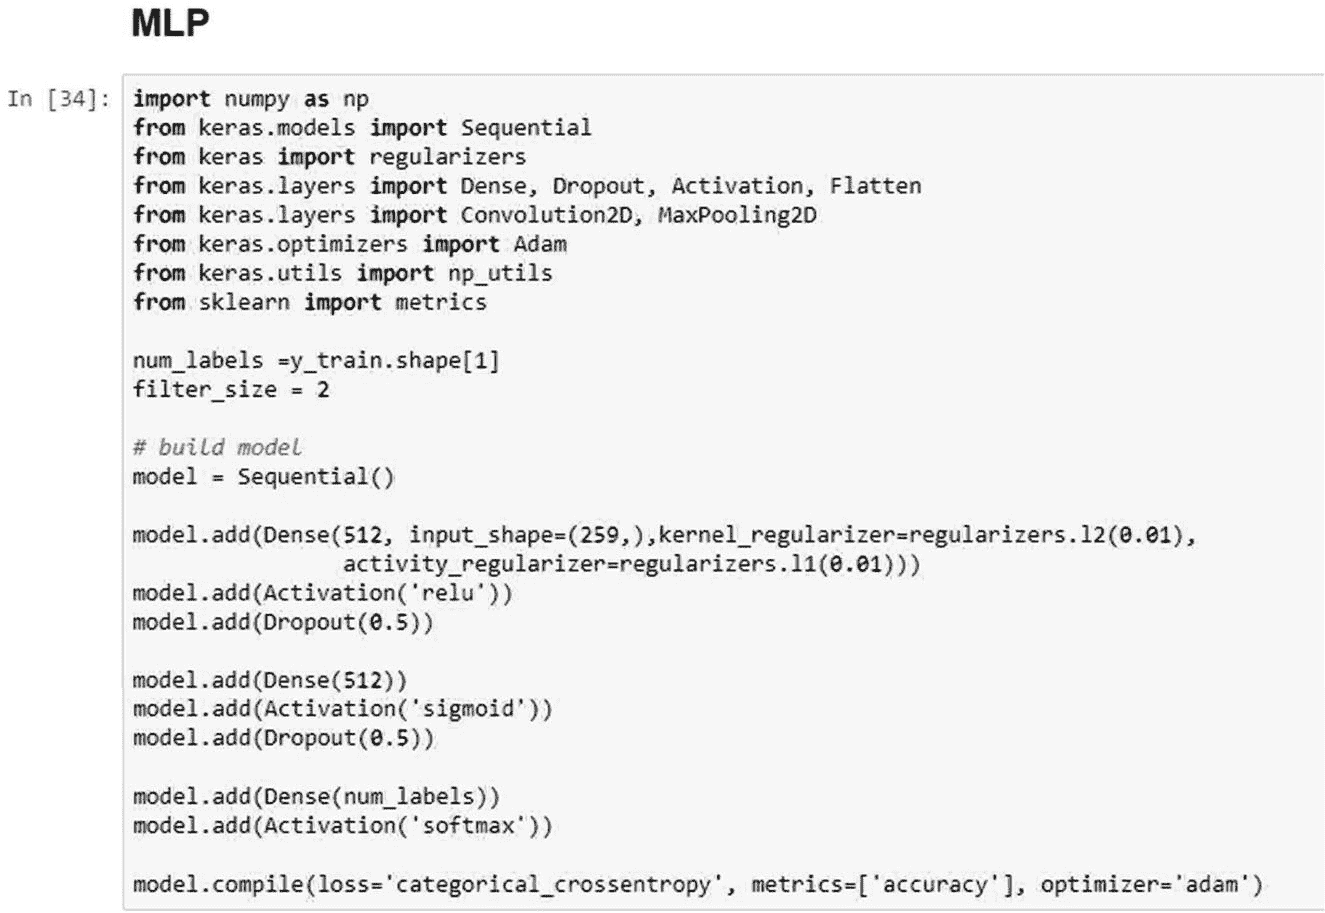 MLP
In [34]:
import numpy as np
from keras.models import Sequential
from keras import regularizers
from keras.layers import Dense, Dropout, Activation, Flatten
from keras.layers import Convolution2D, MaxPooling2D
from keras.optimizers import Adam
from keras.utils import np_utils
from sklearn import metrics
num_labels =y_train.shape[1]
filter_size = 2
# build model
model = Sequential()
model.add(Dense(512, input_shape=(259,),kernel_regularizer=regularizers.l2(0.01),
activity_regularizer=regularizers.l1(0.01)))
model.add(Activation('relu'))
model.add(Dropout(0.5))
model.add(Dense(512))
model.add(Activation('sigmoid'))
model.add(Dropout(0.5))
model.add(Dense(num_labels))
model.add(Activation('softmax'))
model.compile(loss='categorical_crossentropy', metrics=['accuracy'], optimizer='adam')